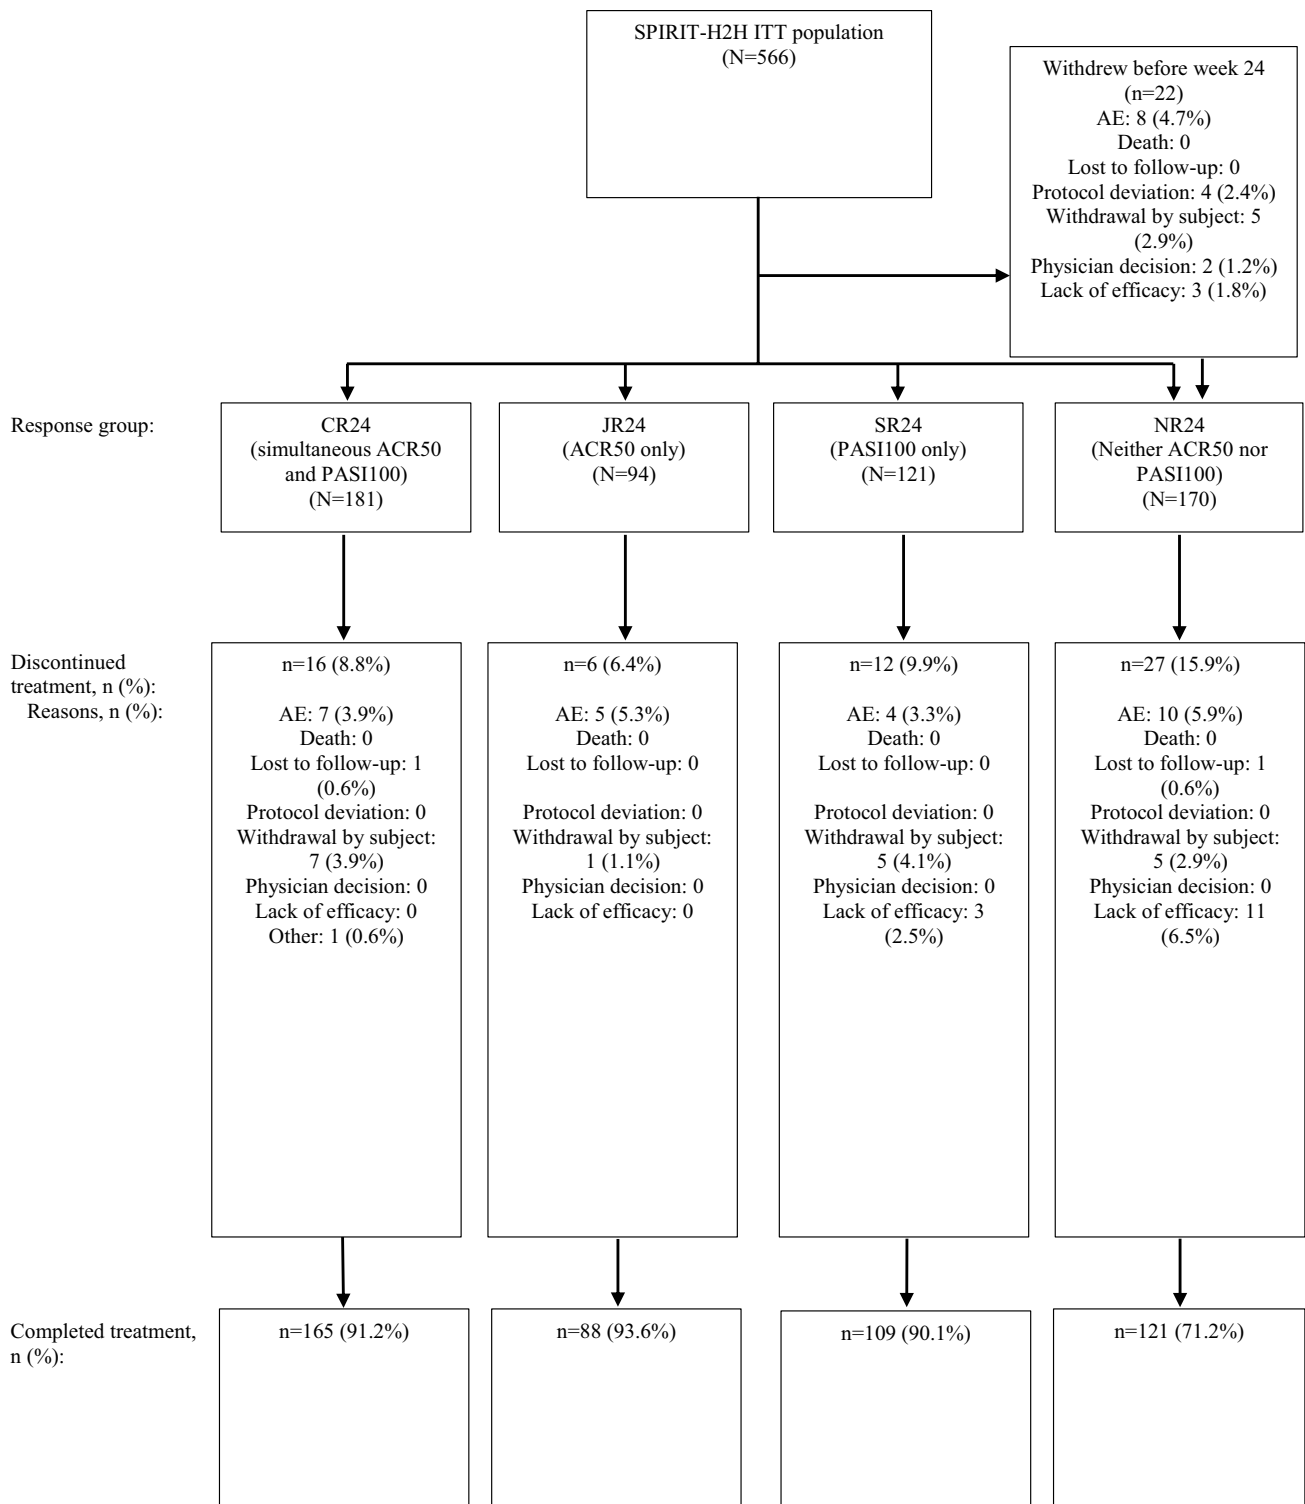 SPIRIT-H2H ITT population
(N=566)
Withdrew before week 24
(n=22)
AE: 8 (4.7%)
Death: 0
Lost to follow-up: 0
Protocol deviation: 4 (2.4%)
Withdrawal by subject: 5
(2.9%)
Physician decision: 2 (1.2%)
Lack of efficacy: 3 (1.8%)
Response group:
CR24
(simultaneous ACR50
and PASI100)
(N=181)
JR24
(ACR50 only)
(N=94)
SR24
(PASI100 only)
(N=121)
NR24
(Neither ACR50 nor
PASI100)
(N=170)
Discontinued
treatment, n (%):
Reasons, n (%):
n=16 (8.8%)
AE: 7 (3.9%)
Death: 0
Lost to follow-up: 1
(0.6%)
Protocol deviation: 0
Withdrawal by subject:
7 (3.9%)
Physician decision: 0
Lack of efficacy: 0
Other: 1 (0.6%)
n=6 (6.4%)
AE: 5 (5.3%)
Death: 0
Lost to follow-up: 0
Protocol deviation: 0
Withdrawal by subject:
1 (1.1%)
Physician decision: 0
Lack of efficacy: 0
n=12 (9.9%)
AE: 4 (3.3%)
Death: 0
Lost to follow-up: 0
Protocol deviation: 0
Withdrawal by subject:
5 (4.1%)
Physician decision: 0
Lack of efficacy: 3
(2.5%)
n=27 (15.9%)
AE: 10 (5.9%)
Death: 0
Lost to follow-up: 1
(0.6%)
Protocol deviation: 0
Withdrawal by subject:
5 (2.9%)
Physician decision: 0
Lack of efficacy: 11
(6.5%)
Completed treatment,
n (%):
n=165 (91.2%)
n=88 (93.6%)
n=109 (90.1%)
n=121 (71.2%)